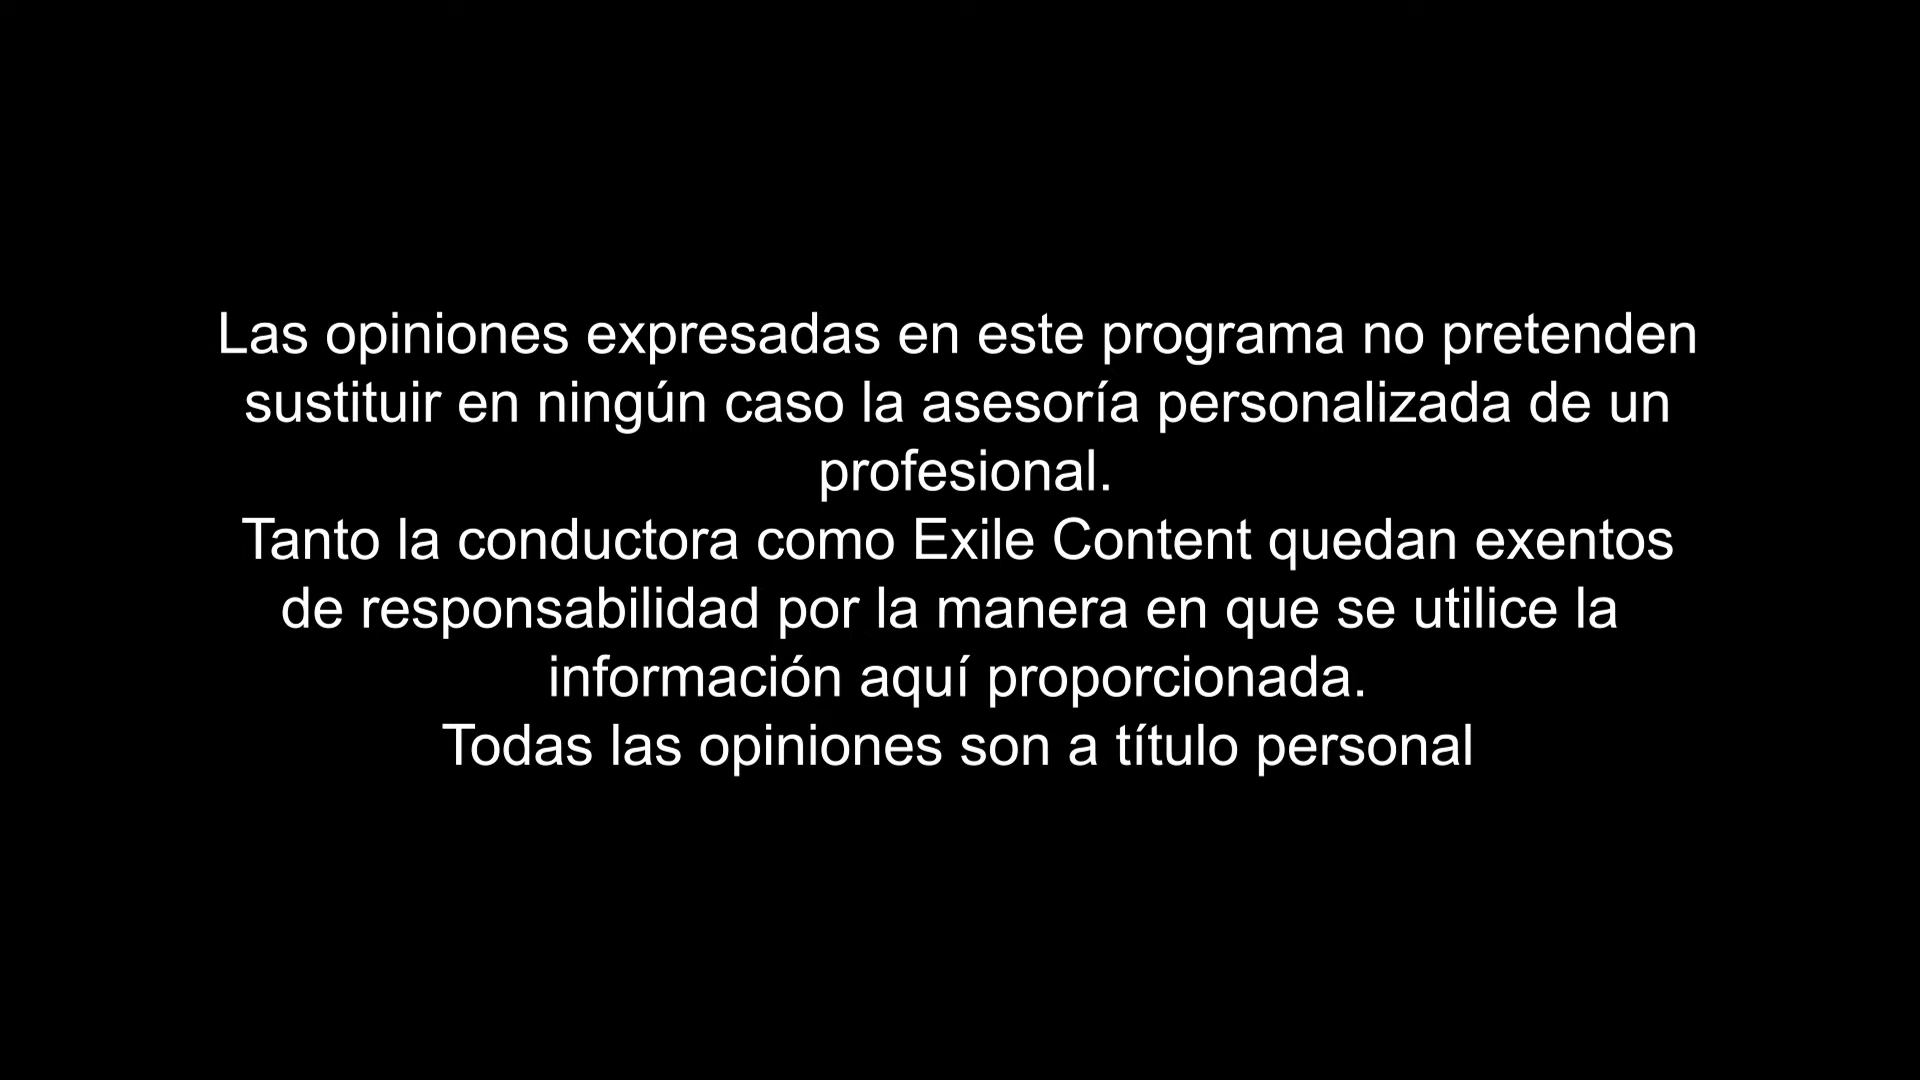 Las opiniones expresadas en este programa no pretenden
sustituir en ningún caso la asesoría personalizada de un
profesional.
Tanto la conductora como Exile Content quedan exentos
de responsabilidad por la manera en que se utilice la
información aquí proporcionada.
Todas las opiniones son a título personal